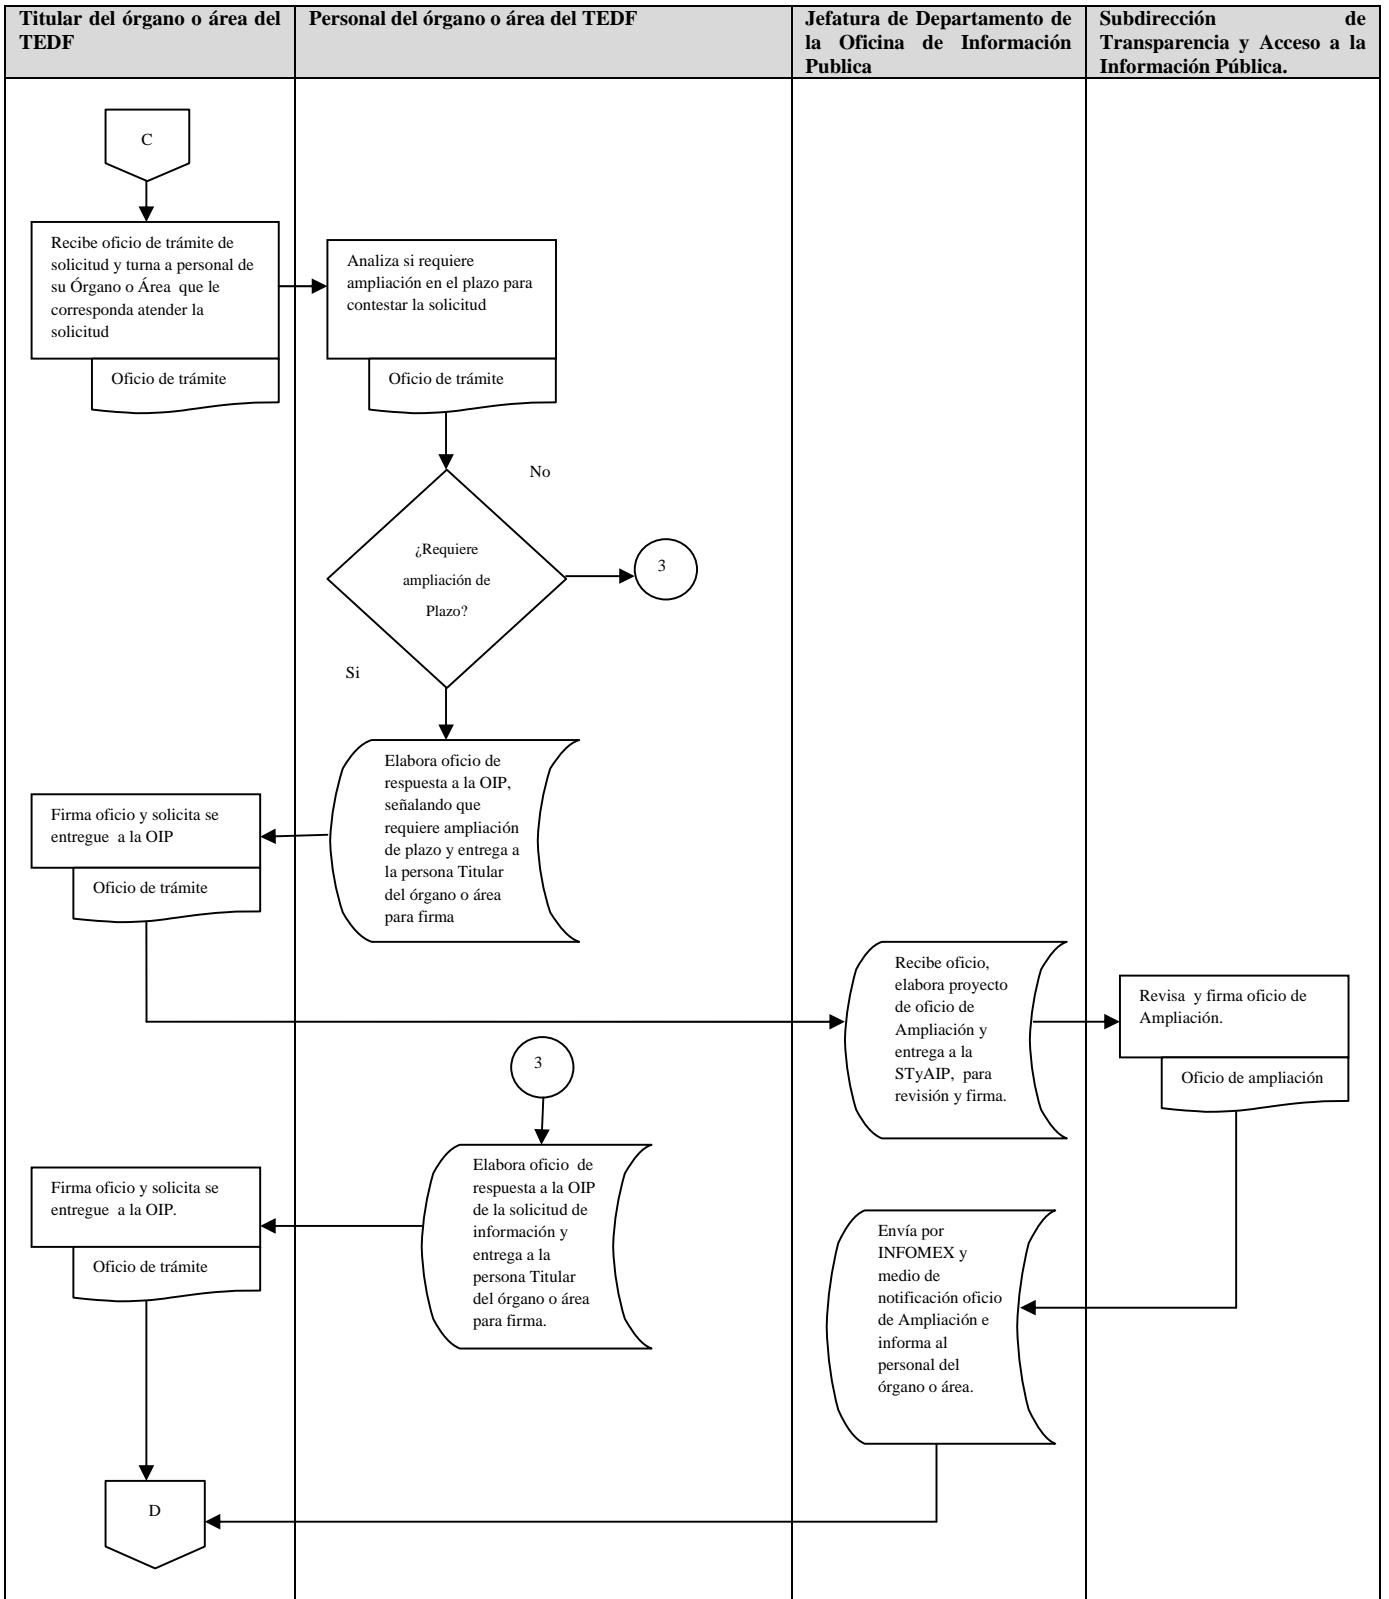 Titular del órgano o área del
TEDF
Personal del órgano o área del TEDF
Jefatura de Departamento de
la Oficina de Información
Publica
Subdirección de
Transparencia y Acceso a la
Información Pública.
C
Recibe oficio de trámite de
solicitud y turna a personal de
su Órgano o Área que le
corresponda atender la
solicitud
Oficio de trámite
Analiza si requiere
ampliación en el plazo para
contestar la solicitud
Oficio de trámite
No
¿Requiere
ampliación de
Plazo?
3
Si
Elabora oficio de
respuesta a la OIP,
señalando que
requiere ampliación
de plazo y entrega a
la persona Titular
del órgano o área
para firma
Firma oficio y solicita se
entregue a la OIP
Oficio de trámite
Recibe oficio,
elabora proyecto
de oficio de
Ampliación y
entrega a la
STyAIP, para
revisión y firma.
Revisa y firma oficio de
Ampliación.
Oficio de ampliación
3
Elabora oficio de
respuesta a la OIP
de la solicitud de
información y
entrega a la
persona Titular
del órgano o área
para firma.
Firma oficio y solicita se
entregue a la OIP.
Oficio de trámite
Envía por
INFOMEX y
medio de
notificación oficio
de Ampliación e
informa al
personal del
órgano o área.
D